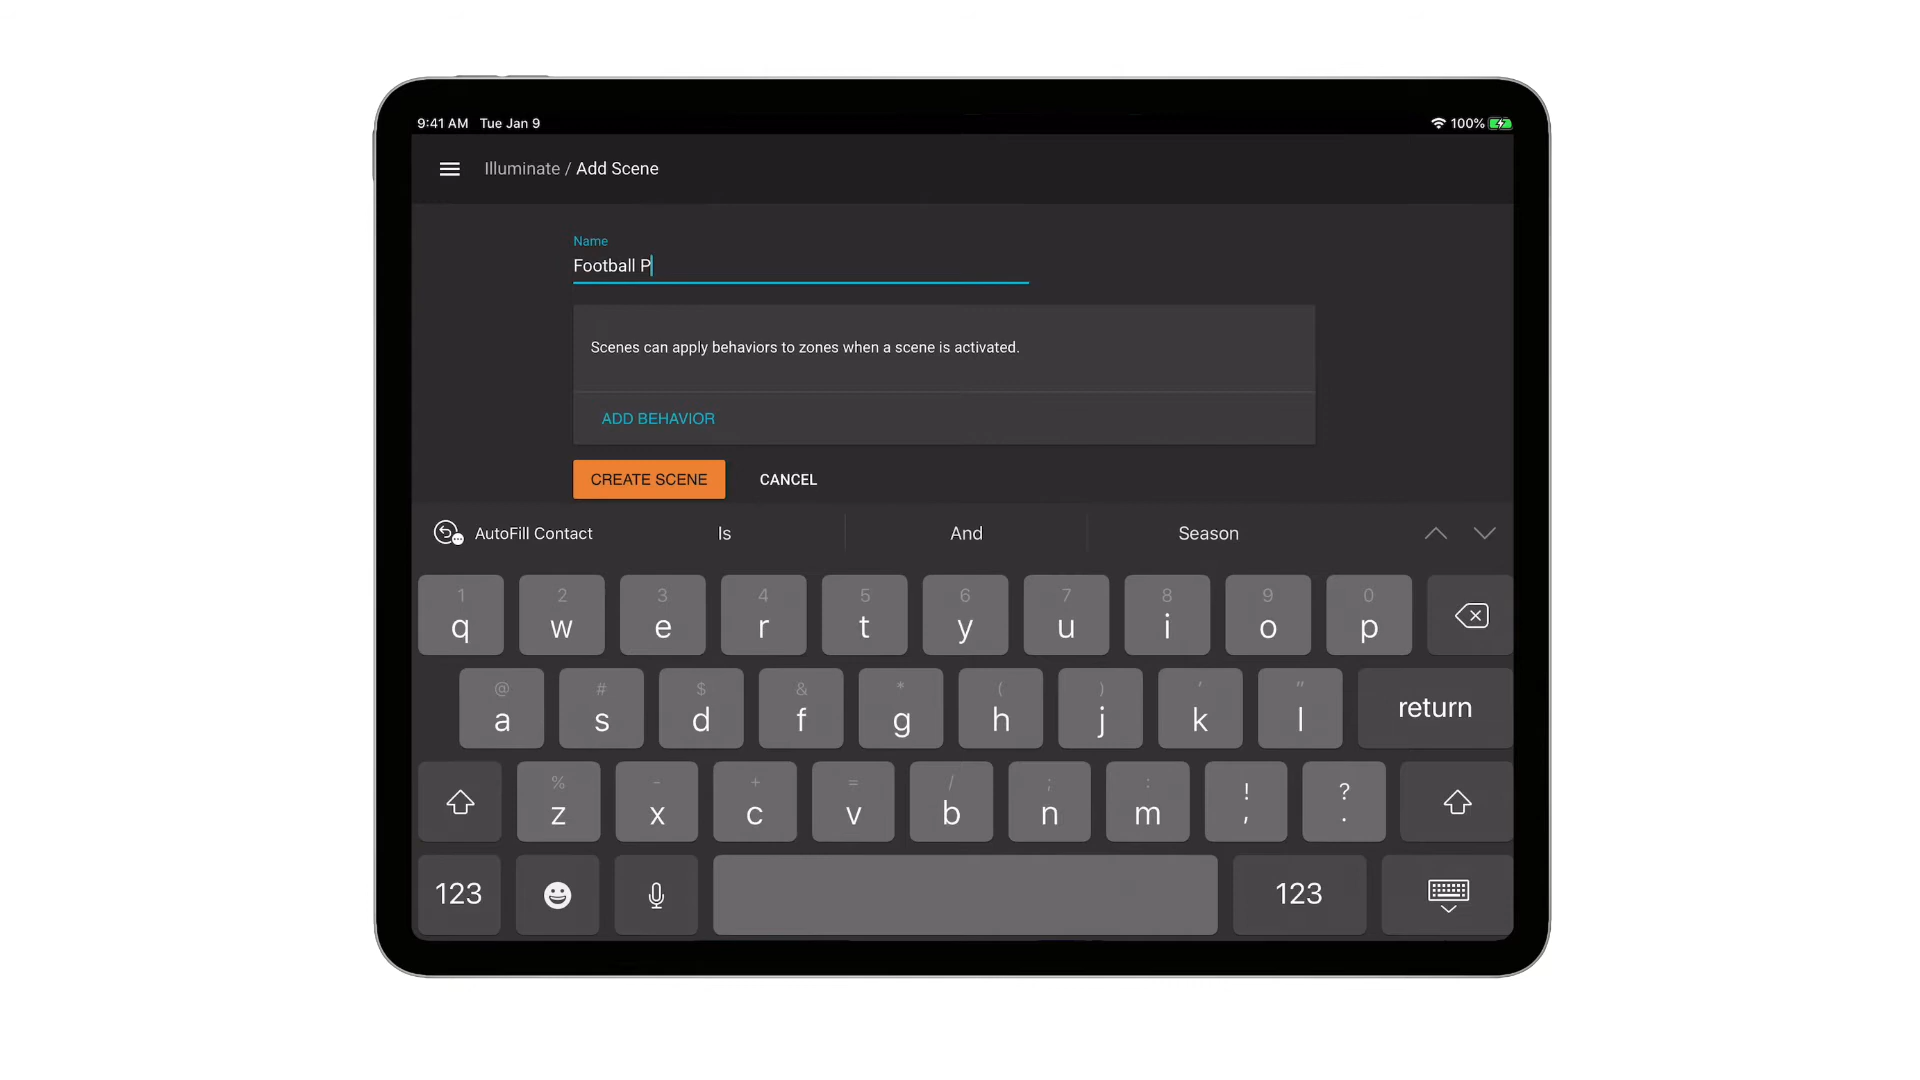 9:41 AM Tue Jan 9
100%
Illuminate / Add Scene
Name
Football P
Scenes can apply behaviors to zones when a scene is activated.
ADD BEHAVIOR
CREATE SCENE CANCEL
AutoFill Contact Is And Season
1 2 3 4 5 6 7 8 9 0
q w e r t y u i o p
@ # $ & * ( ) ' "
a s d f g h j k l return
% - + = / ; : ! ?
z x c v b n m , .
123 123